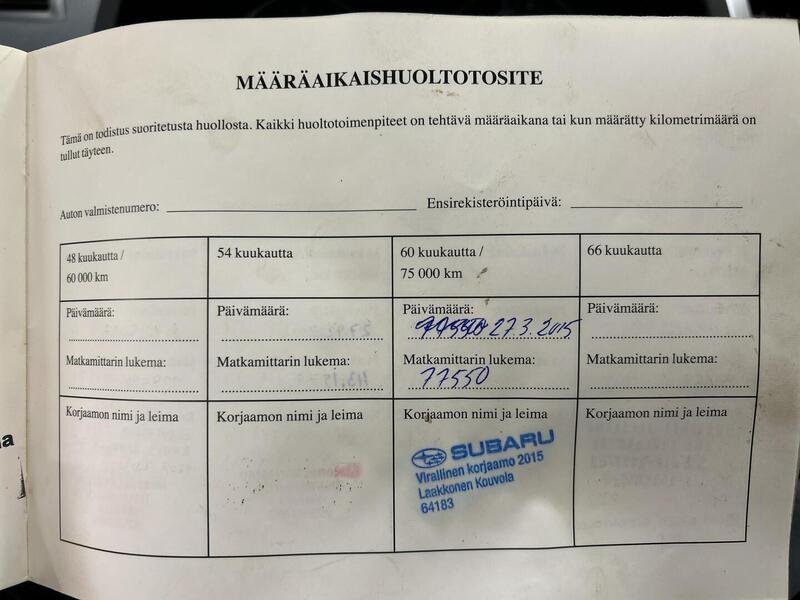 MÄÄRÄAIKAISHUOLTOTOSITE
Tämä on todistus suoritetusta huollosta. Kaikki huoltotoimenpiteet on tehtävä määräaikana tai kun määrätty kilometrimäärä on
tullut täyteen.
Auton valmistenumero:
Ensirekisteröintipäivä:
48 kuukautta /
60 000 km
54 kuukautta
60 kuukautta /
75 000 km
66 kuukautta
Päivämäärä:
Päivämäärä:
Päivämäärä:
27.3.2015
Päivämäärä:
Matkamittarin lukema:
Matkamittarin lukema:
Matkamittarin lukema:
77550
Matkamittarin lukema:
Korjaamon nimi ja leima
Korjaamon nimi ja leima
Korjaamon nimi ja leima
SUBARU
Virallinen korjaamo 2015
Laakkonen Kouvola
64183
Korjaamon nimi ja leima